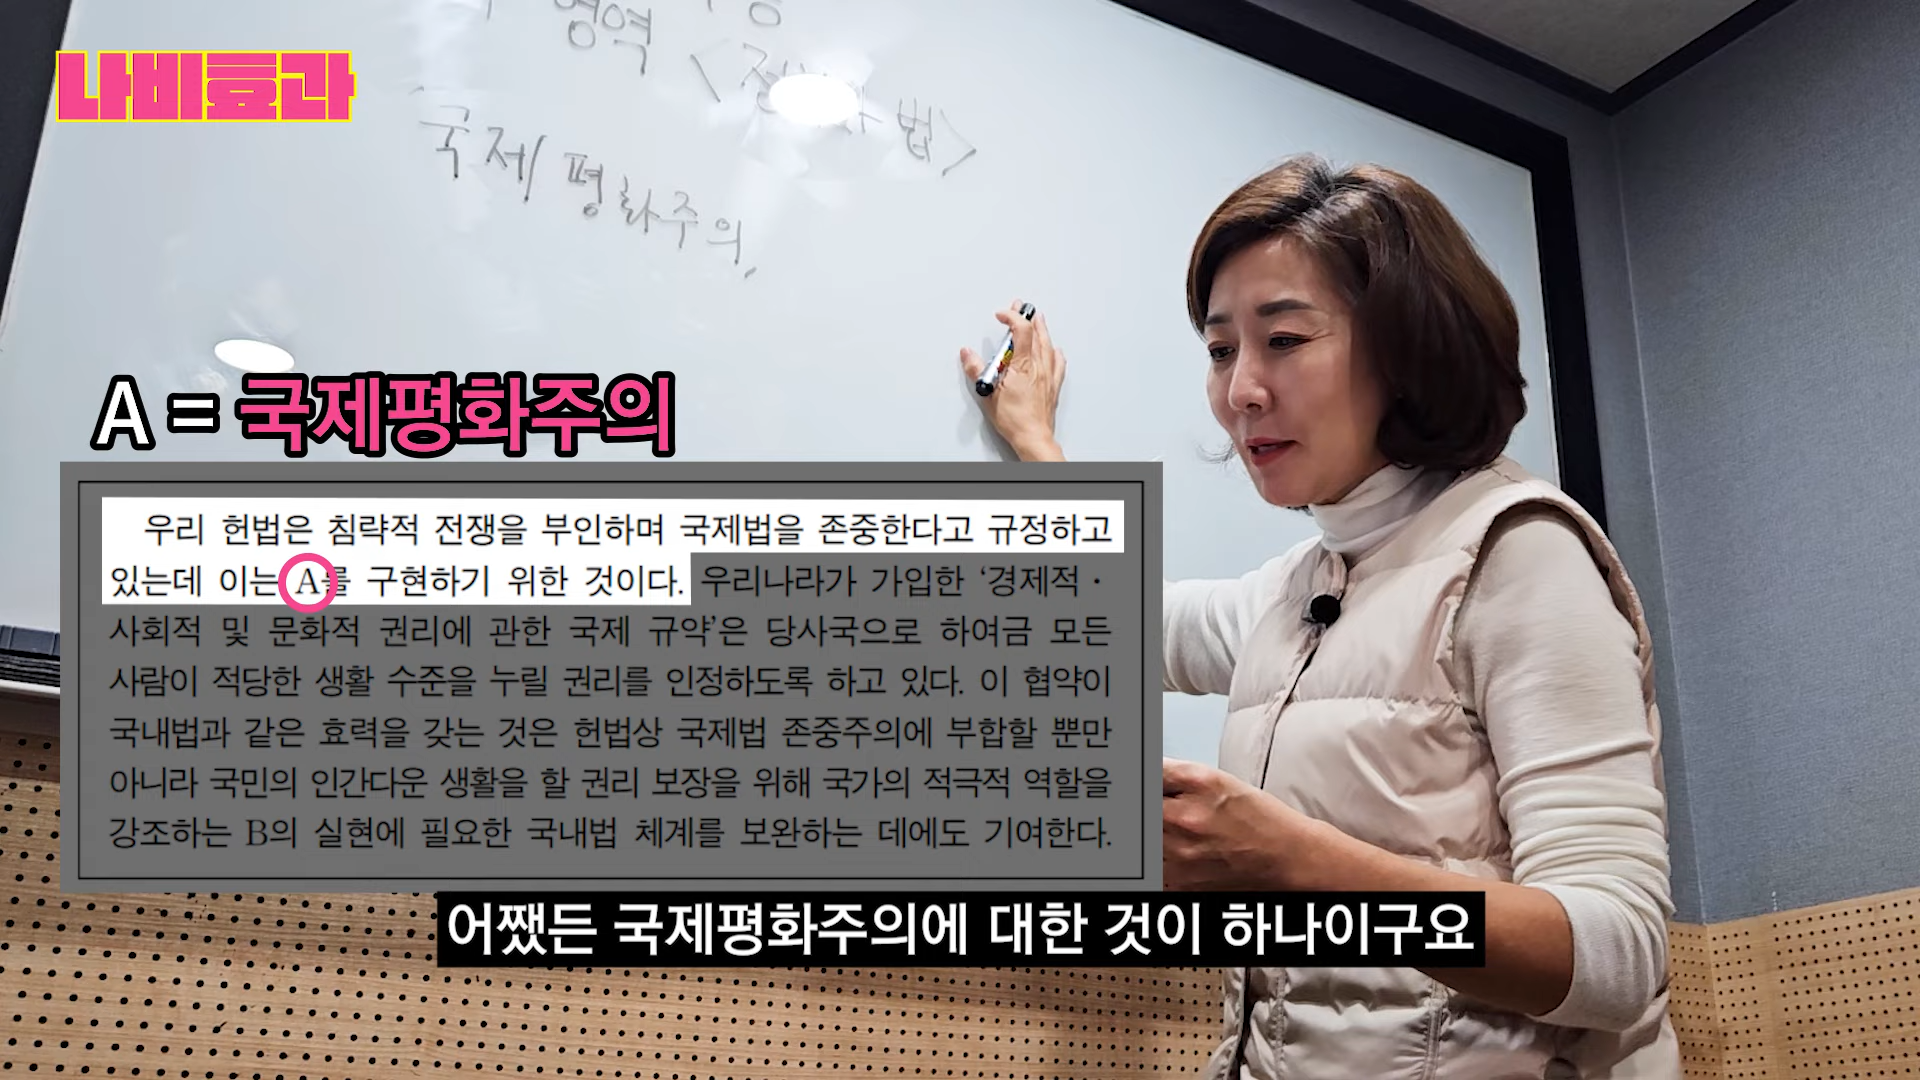 영역
나비효과
법>
국제 평화주의,
A = 국제평화주의
우리 헌법은 침략적 전쟁을 부인하며 국제법을 존중한다고 규정하고
있는데 이는 A를 구현하기 위한 것이다. 우리나라가 가입한 ‘경제적 ·
사회적 및 문화적 권리에 관한 국제 규약’은 당사국으로 하여금 모든
사람이 적당한 생활 수준을 누릴 권리를 인정하도록 하고 있다. 이 협약이
국내법과 같은 효력을 갖는 것은 헌법상 국제법 존중주의에 부합할 뿐만
아니라 국민의 인간다운 생활을 할 권리 보장을 위해 국가의 적극적 역할을
강조하는 B의 실현에 필요한 국내법 체계를 보완하는 데에도 기여한다.
어쨌든 국제평화주의에 대한 것이 하나이구요